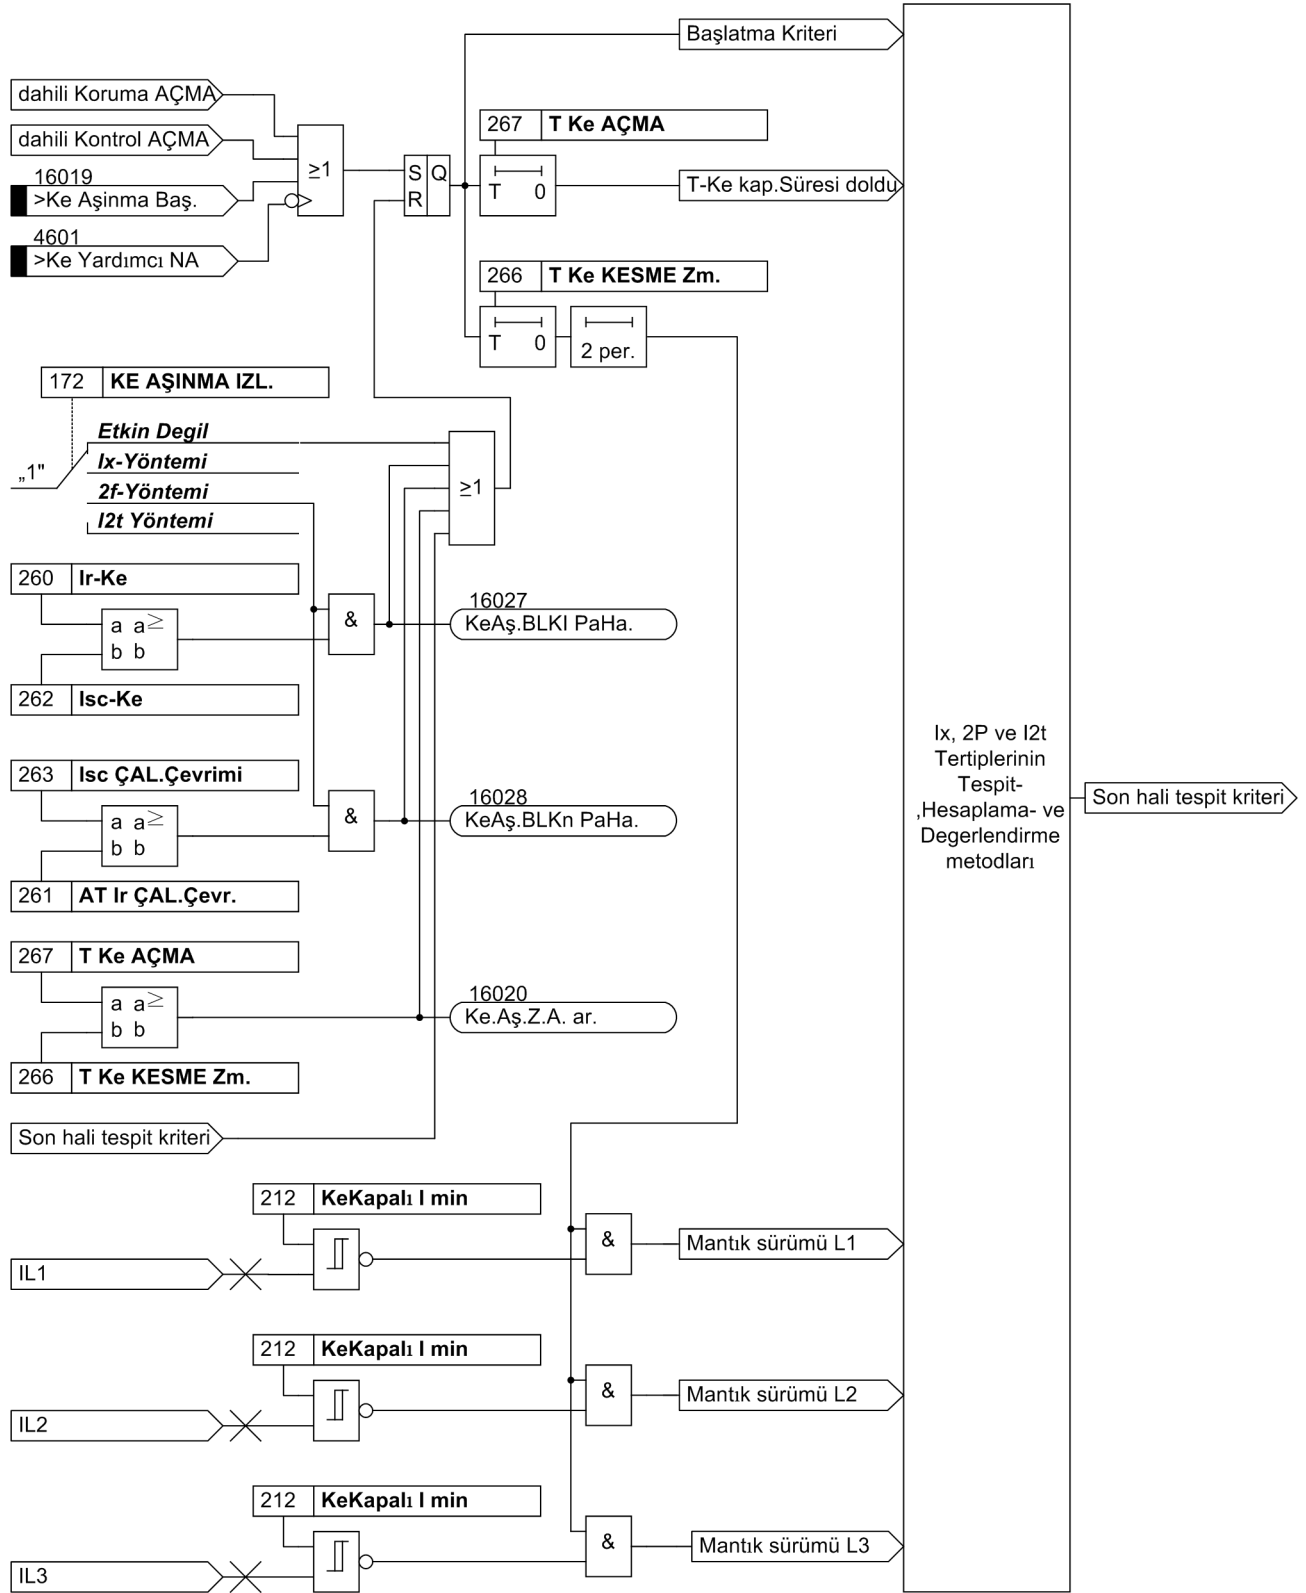 Başlatma Kriteri
dahili Koruma AÇMA
267 T Ke AÇMA
dahili Kontrol AÇMA
≥1
S Q
R
16019
>Ke Aşinma Baş.
T 0
T-Ke kap.Süresi doldu
4601
>Ke Yardımcı NA
266 T Ke KESME Zm.
T 0
2 per.
172 KE AŞINMA IZL.
Etkin Degil
„1"
Ix-Yöntemi
2f-Yöntemi
I2t Yöntemi
≥1
260 Ir-Ke
a a≥
b b
&
16027
KeAş.BLKI PaHa.
262 Isc-Ke
Ix, 2P ve I2t
Tertiplerinin
Tespit-
,Hesaplama- ve
Degerlendirme
metodları
Son hali tespit kriteri
263 Isc ÇAL.Çevrimi
a a≥
b b
&
16028
KeAş.BLKn PaHa.
261 AT Ir ÇAL.Çevr.
267 T Ke AÇMA
a a≥
b b
16020
Ke.Aş.Z.A. ar.
266 T Ke KESME Zm.
Son hali tespit kriteri
212 KeKapalı I min
&
Mantık sürümü L1
IL1
212 KeKapalı I min
&
Mantık sürümü L2
IL2
212 KeKapalı I min
&
Mantık sürümü L3
IL3